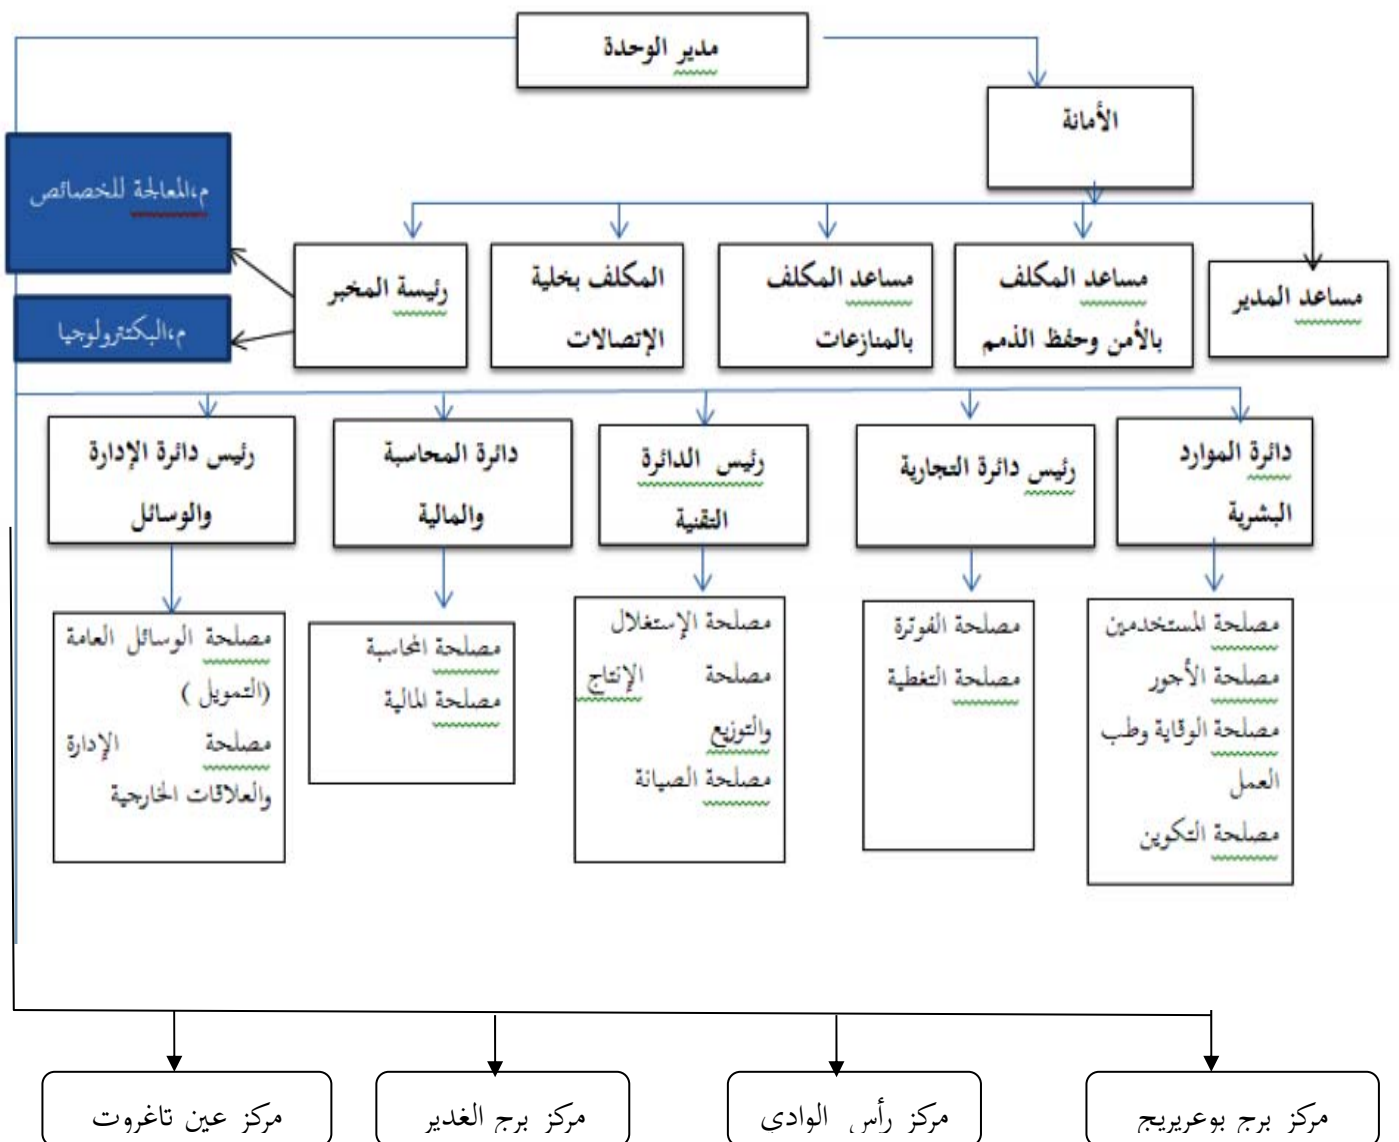 مدير الوحدة
الأمانة
مساعد المدير
مساعد المكلف
بالأمن وحفظ الذمم
مساعد المكلف
بالمنازعات
المكلف بخلية
الإتصالات
رئيسة المخبر
م،المعالجة للخصائص
م،البكتثرولوجيا
دائرة الموارد
البشرية
رئيس دائرة التجارية
رئيس الدائرة
التقنية
دائرة المحاسبة
والمالية
رئيس دائرة الإدارة
والوسائل
مصلحة المستخدمين
مصلحة الأجور
مصلحة الوقاية وطب
العمل
مصلحة التكوين
مصلحة الفوترة
مصلحة التغطية
مصلحة الإستغلال
مصلحة الإنتاج
والتوزيع
مصلحة الصيانة
مصلحة المحاسبة
مصلحة المالية
مصلحة الوسائل العامة
(التمويل )
مصلحة الإدارة
والعلاقات الخارجية
مركز برج بوعريريج
مركز رأس الوادي
مركز برج الغدير
مركز عين تاغروت